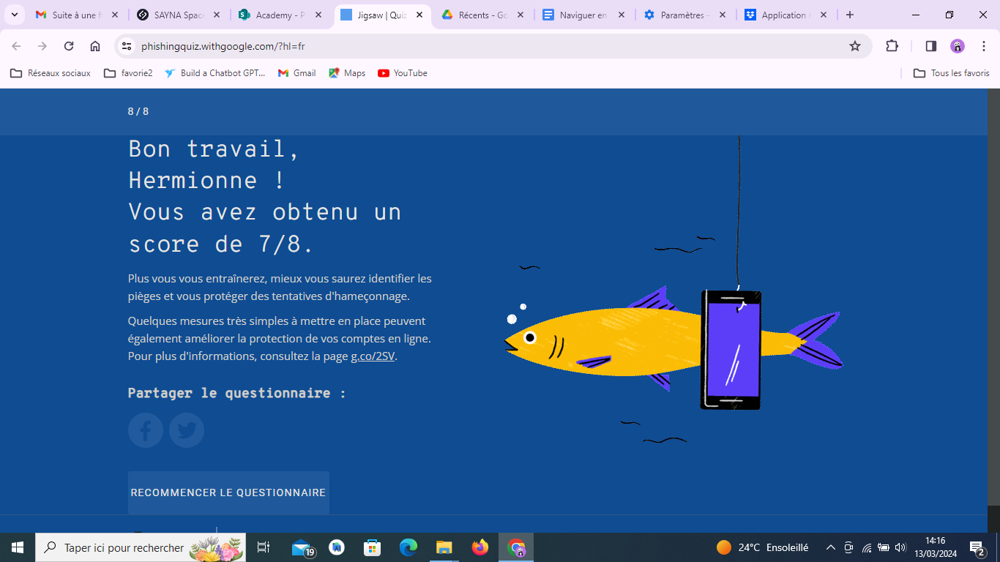 Suite à une fa
SAYNA Space
Academy - P
Jigsaw | Quiz
Récents - Go
Naviguer en
Paramètres -
Application
phishingquiz.withgoogle.com/?hl=fr
Réseaux sociaux
favorie2
Build a Chatbot GPT...
Gmail
Maps
YouTube
Tous les favoris
8 / 8
Bon travail,
Hermionne !
Vous avez obtenu un
score de 7/8.
Plus vous vous entraînerez, mieux vous saurez identifier les
pièges et vous protéger des tentatives d'hameçonnage.
Quelques mesures très simples à mettre en place peuvent
également améliorer la protection de vos comptes en ligne.
Pour plus d'informations, consultez la page g.co/2SV.
Partager le questionnaire :
RECOMMENCER LE QUESTIONNAIRE
Taper ici pour rechercher
19
24°C Ensoleillé
14:16
13/03/2024
2